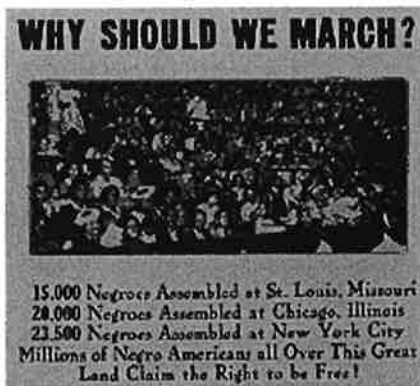 WHY SHOULD WE MARCH?
15.000 Negroes Assembled at St. Louis, Missouri
20.000 Negroes Assembled at Chicago, Illinois
23.500 Negroes Assembled at New York City
Millions of Negro Americans all Over This Great
Land Claim the Right to be Free!